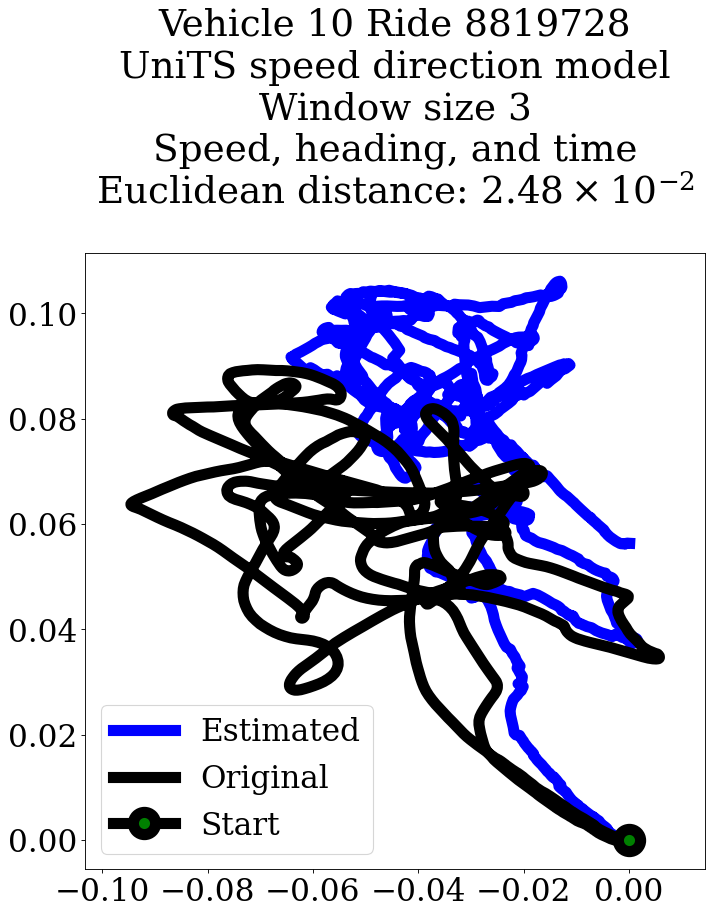 Vehicle 10 Ride 8819728
UniTS speed direction model
Window size 3
Speed, heading, and time
Euclidean distance: 2.48 × 10⁻²
0.10
0.08
0.06
0.04
0.02
0.00
Estimated
Original
Start
−0.10 −0.08 −0.06 −0.04 −0.02 0.00